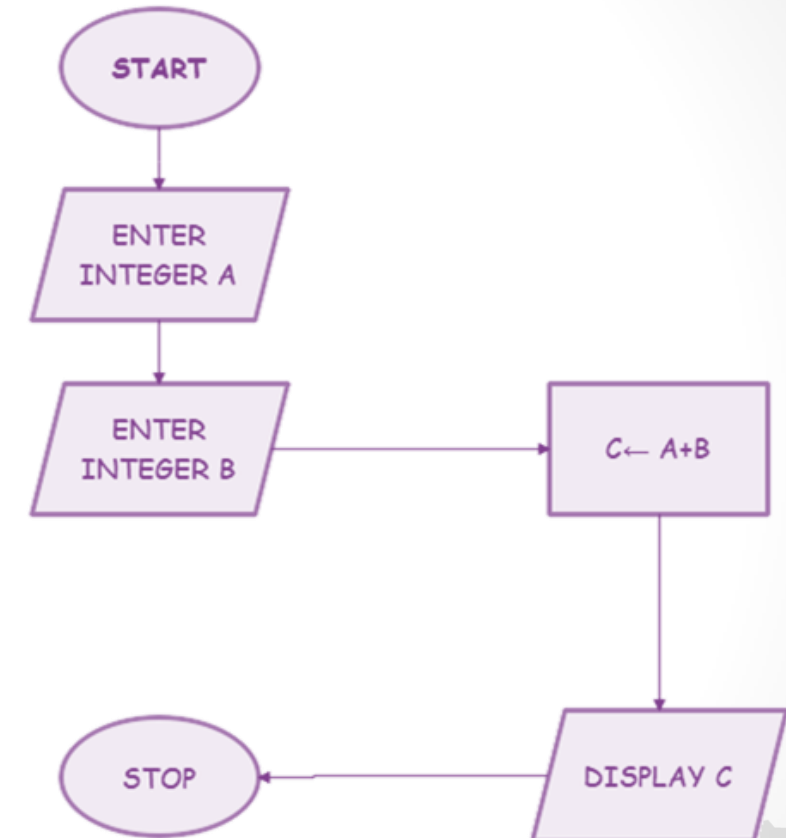 START
ENTER
INTEGER A
ENTER
INTEGER B
C← A+B
DISPLAY C
STOP